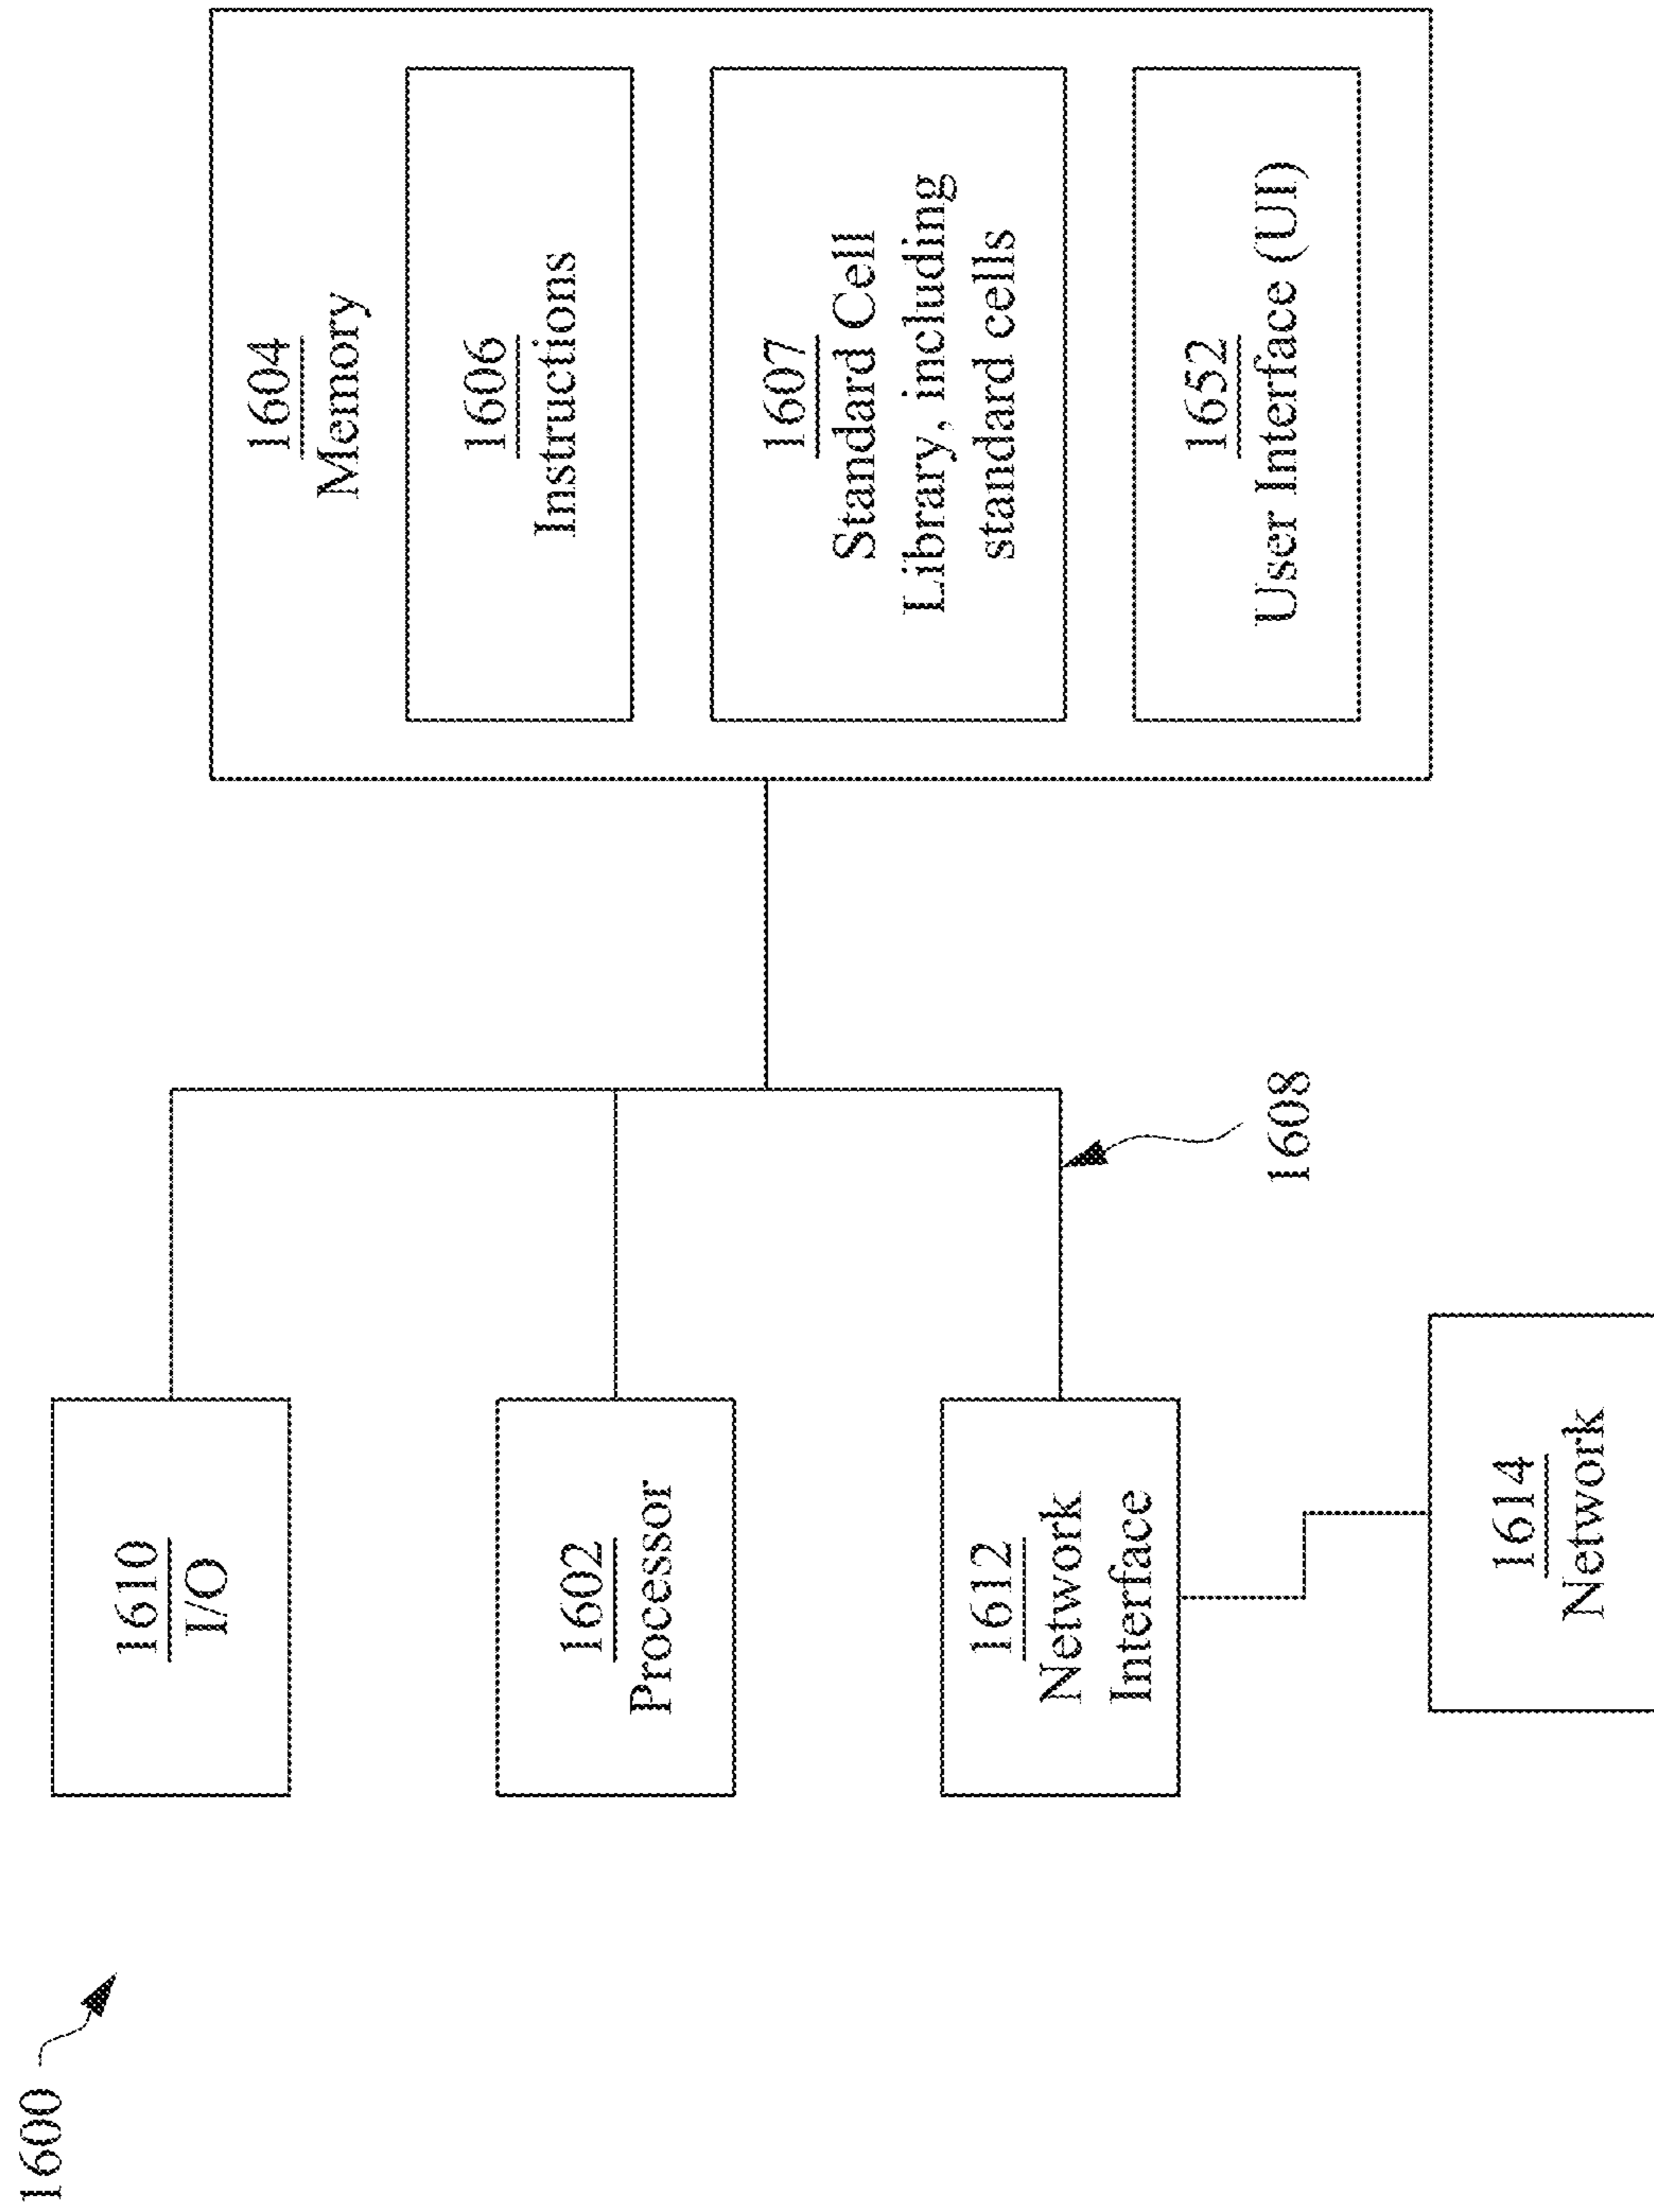 1600
1610
I/O
1602
Processor
1612
Network
Interface
1614
Network
1608
1604
Memory
1606
Instructions
1607
Standard Cell
Library, including
standard cells
1652
User Interface (UI)